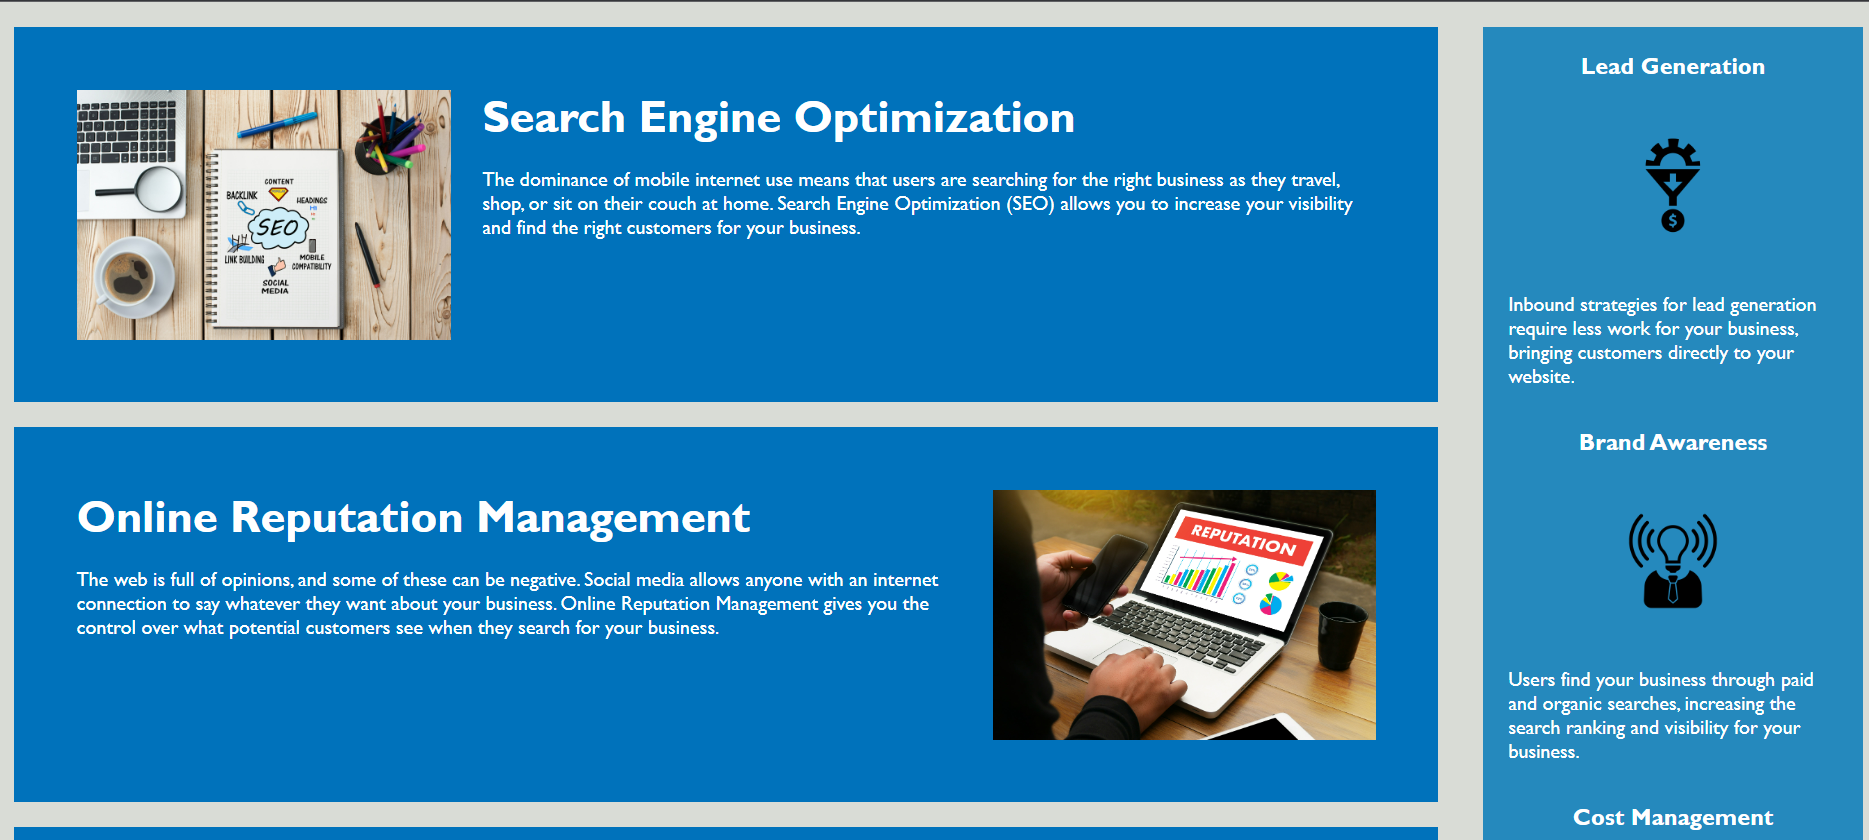 Search Engine Optimization
The dominance of mobile internet use means that users are searching for the right business as they travel,
shop, or sit on their couch at home. Search Engine Optimization (SEO) allows you to increase your visibility
and find the right customers for your business.
CONTENT
BACKLINK
HEADINGS
SEO
LINK BUILDING
MOBILE
COMPATIBILITY
SOCIAL
MEDIA
Online Reputation Management
The web is full of opinions, and some of these can be negative. Social media allows anyone with an internet
connection to say whatever they want about your business. Online Reputation Management gives you the
control over what potential customers see when they search for your business.
REPUTATION
Lead Generation
$
Inbound strategies for lead generation
require less work for your business,
bringing customers directly to your
website.
Brand Awareness
Users find your business through paid
and organic searches, increasing the
search ranking and visibility for your
business.
Cost Management